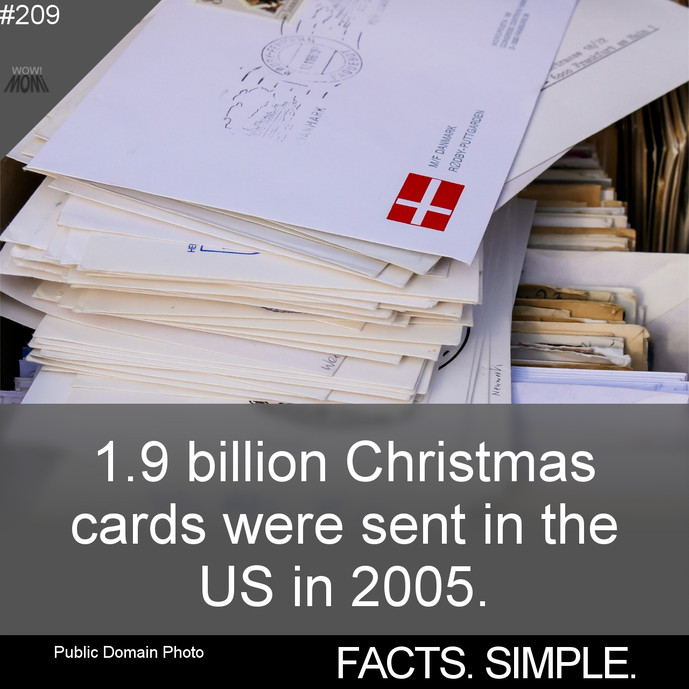 #209
WOW!
MOM!
M/F DANMARK
RØDBY-PUTTGARDEN
1.9 billion Christmas
cards were sent in the
US in 2005.
Public Domain Photo
FACTS. SIMPLE.